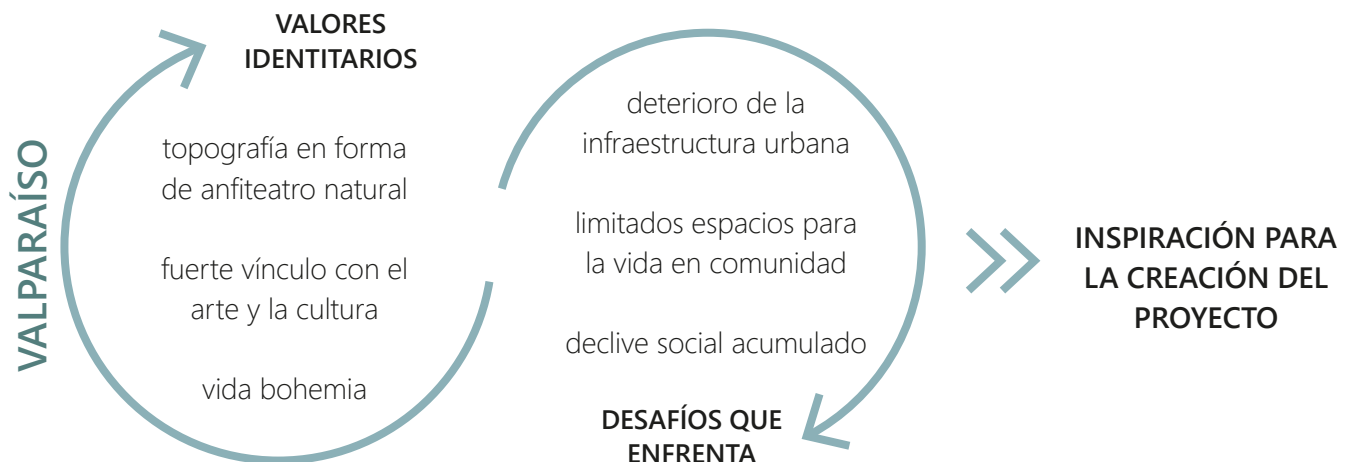 VALPARAÍSO
VALORES
IDENTITARIOS
topografía en forma
de anfiteatro natural
fuerte vínculo con el
arte y la cultura
vida bohemia
deterioro de la
infraestructura urbana
limitados espacios para
la vida en comunidad
declive social acumulado
DESAFÍOS QUE
ENFRENTA
INSPIRACIÓN PARA
LA CREACIÓN DEL
PROYECTO